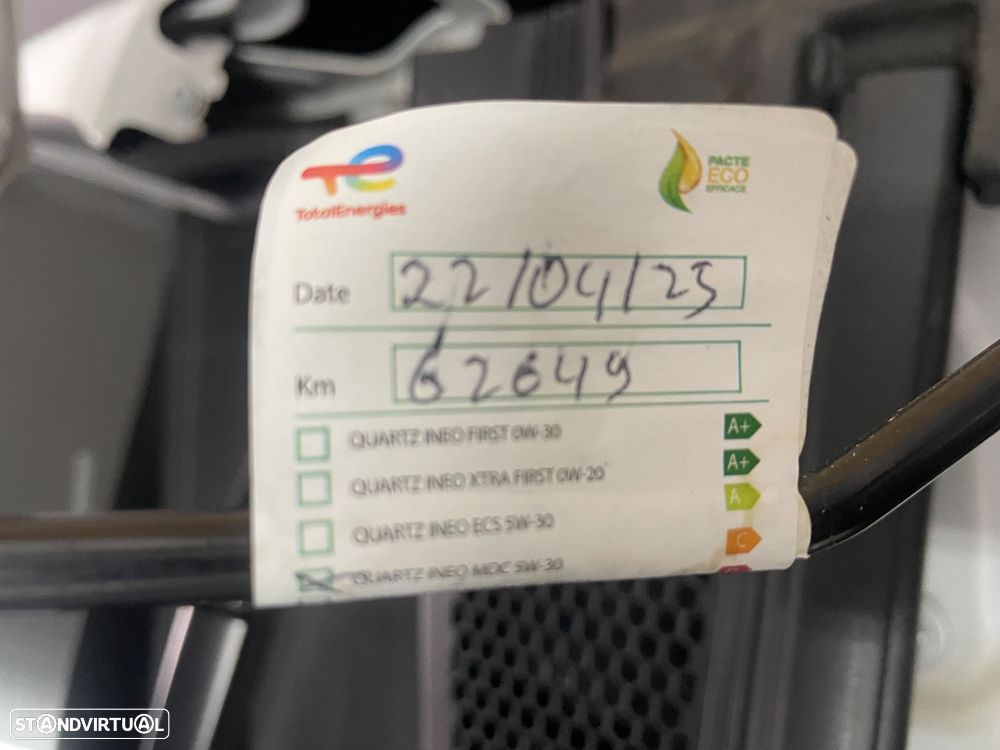 TotalEnergies
PACTE
ECO
EFFICACE
Date 22/04/25
Km 62649
QUARTZ INEO FIRST 0W-30 A+
QUARTZ INEO XTRA FIRST 0W-20 A+
QUARTZ INEO ECS 5W-30 A
QUARTZ INEO MDC 5W-30 C
STANDVIRTUAL